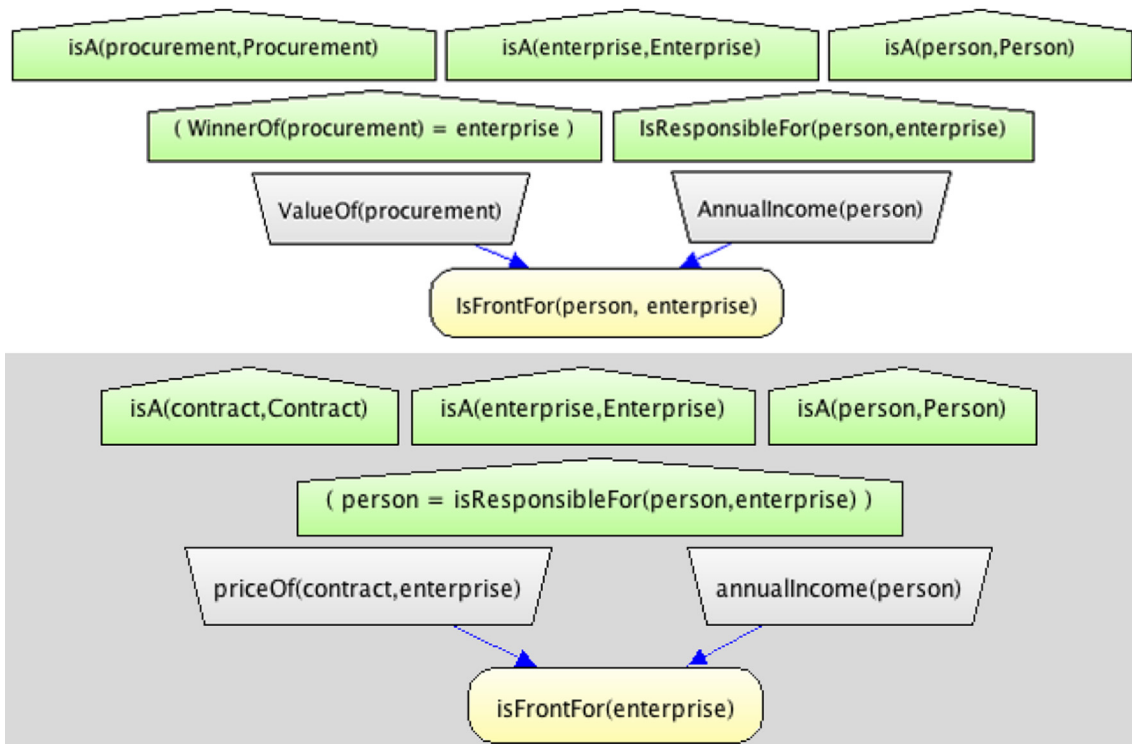 isA(procurement,Procurement)
isA(enterprise,Enterprise)
isA(person,Person)
( WinnerOf(procurement) = enterprise )
IsResponsibleFor(person,enterprise)
ValueOf(procurement)
AnnualIncome(person)
IsFrontFor(person, enterprise)
isA(contract,Contract)
isA(enterprise,Enterprise)
isA(person,Person)
( person = isResponsibleFor(person,enterprise) )
priceOf(contract,enterprise)
annualIncome(person)
isFrontFor(enterprise)